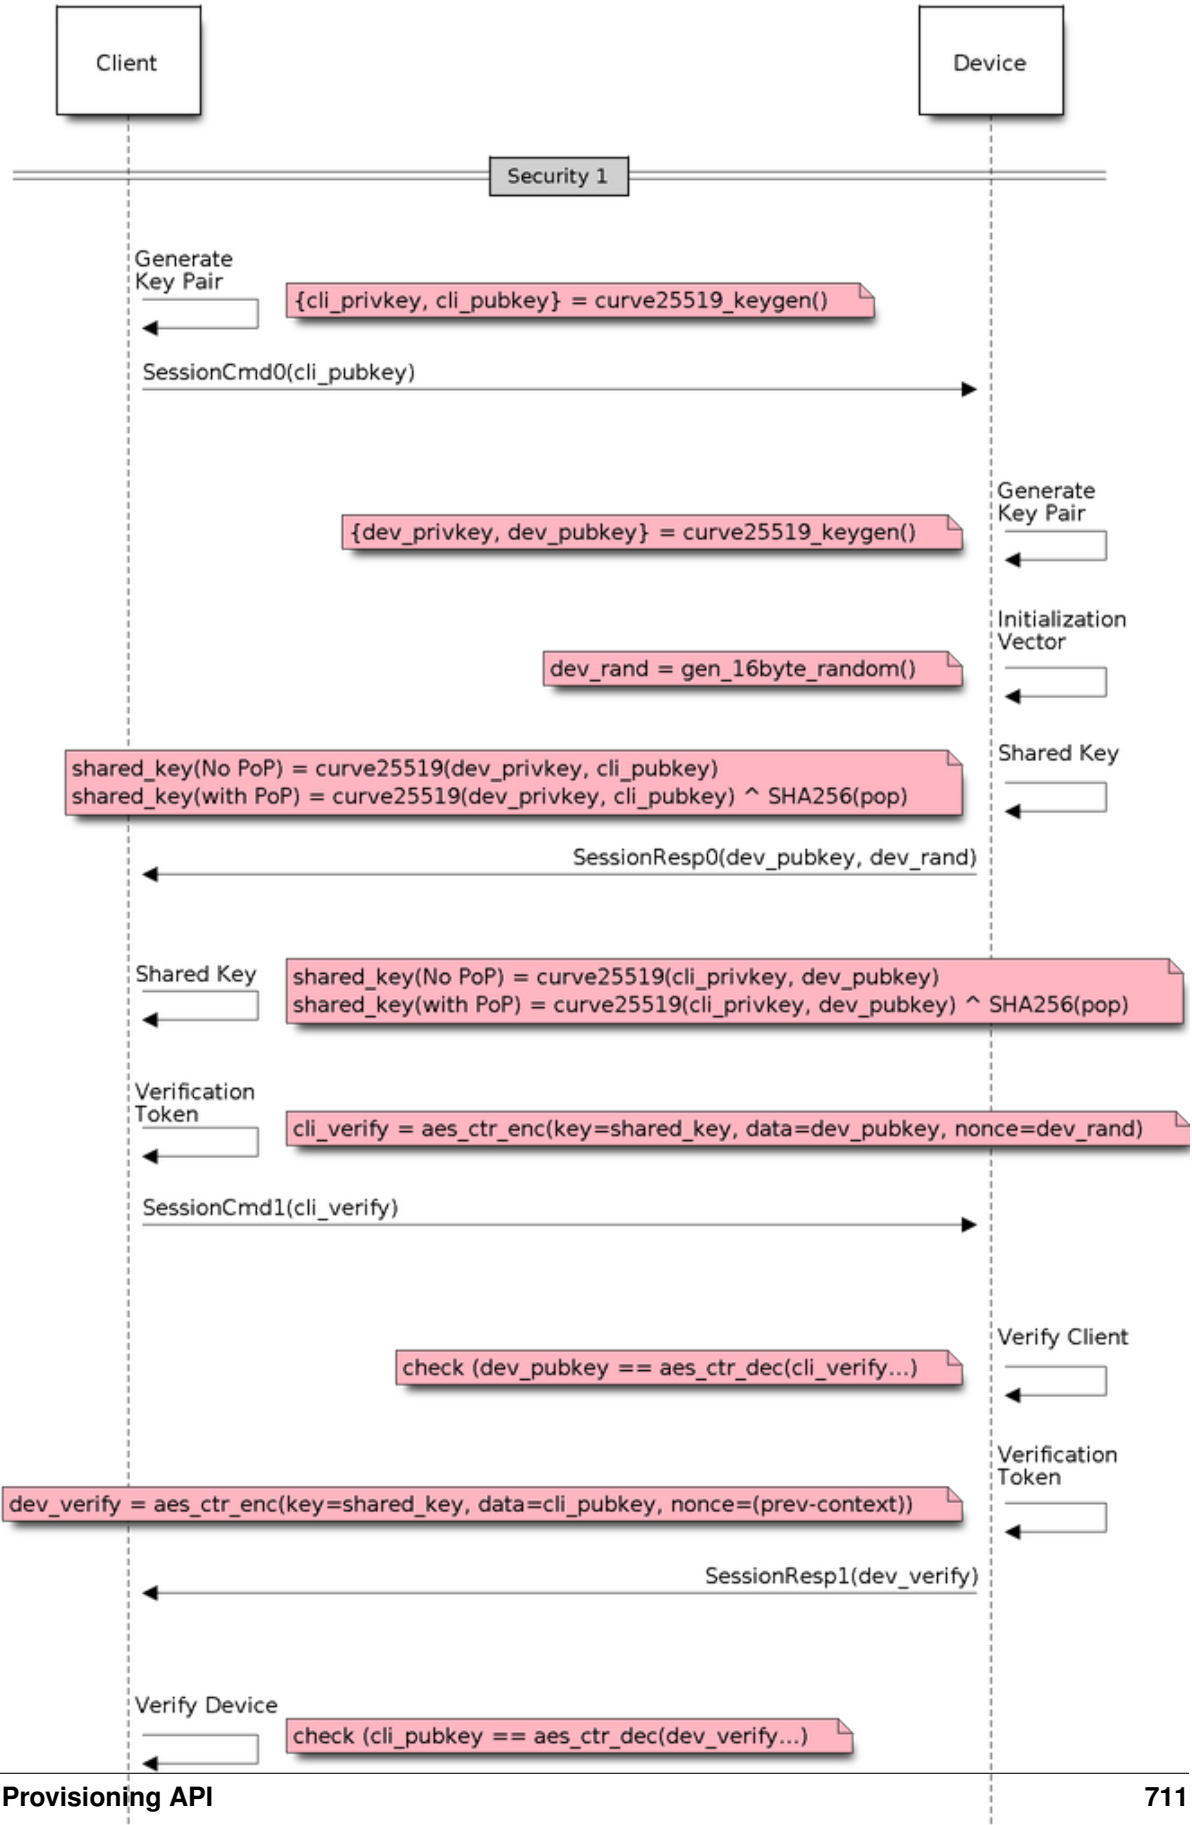 Client
Device
Security 1
Generate
Key Pair
{cli_privkey, cli_pubkey} = curve25519_keygen()
SessionCmd0(cli_pubkey)
Generate
Key Pair
{dev_privkey, dev_pubkey} = curve25519_keygen()
Initialization
Vector
dev_rand = gen_16byte_random()
Shared Key
shared_key(No PoP) = curve25519(dev_privkey, cli_pubkey)
shared_key(with PoP) = curve25519(dev_privkey, cli_pubkey) ^ SHA256(pop)
SessionResp0(dev_pubkey, dev_rand)
Shared Key
shared_key(No PoP) = curve25519(cli_privkey, dev_pubkey)
shared_key(with PoP) = curve25519(cli_privkey, dev_pubkey) ^ SHA256(pop)
Verification
Token
cli_verify = aes_ctr_enc(key=shared_key, data=dev_pubkey, nonce=dev_rand)
SessionCmd1(cli_verify)
Verify Client
check (dev_pubkey == aes_ctr_dec(cli_verify...)
Verification
Token
dev_verify = aes_ctr_enc(key=shared_key, data=cli_pubkey, nonce=(prev-context))
SessionResp1(dev_verify)
Verify Device
check (cli_pubkey == aes_ctr_dec(dev_verify...)
Provisioning API
711